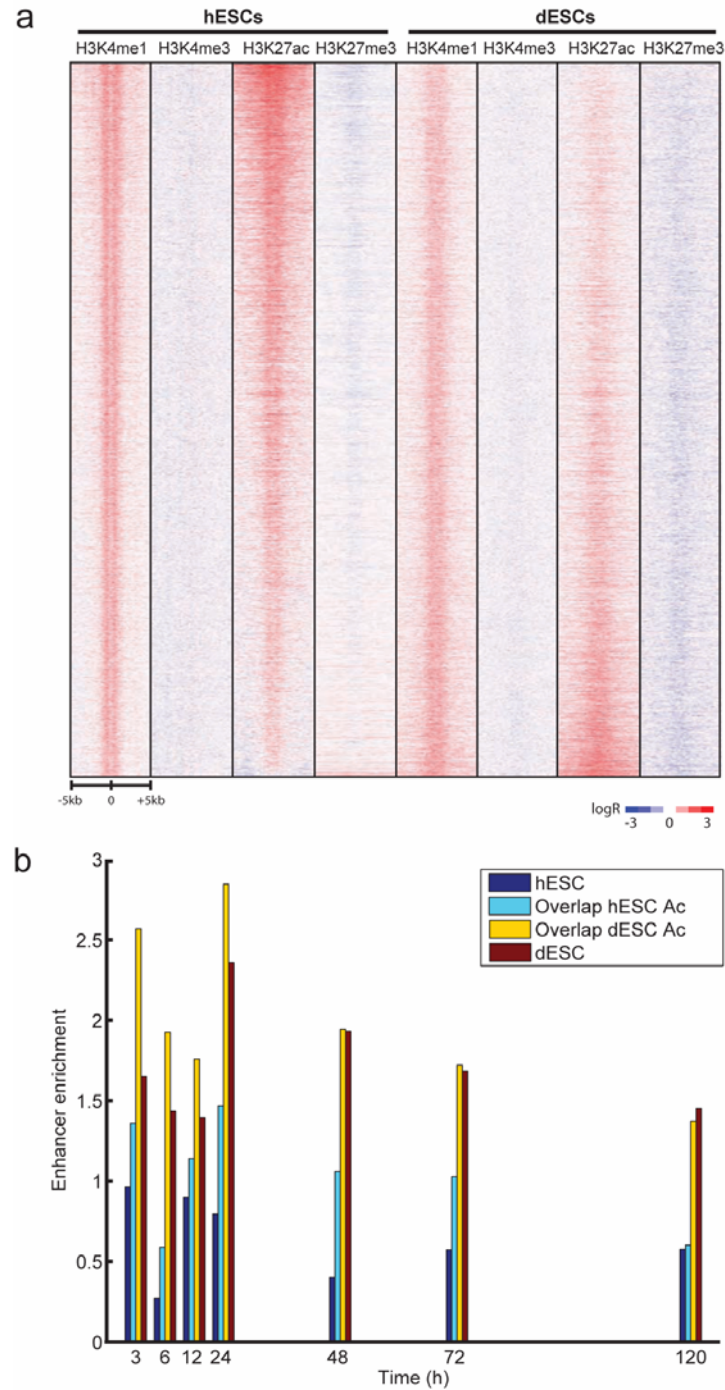 a
hESCs dESCs
H3K4me1 H3K4me3 H3K27ac H3K27me3 H3K4me1 H3K4me3 H3K27ac H3K27me3
-5kb 0 +5kb
logR
-3 0 3
b
3
2.5
2
1.5
1
0.5
0
Enhancer enrichment
hESC
Overlap hESC Ac
Overlap dESC Ac
dESC
3 6 12 24 48 72 120
Time (h)